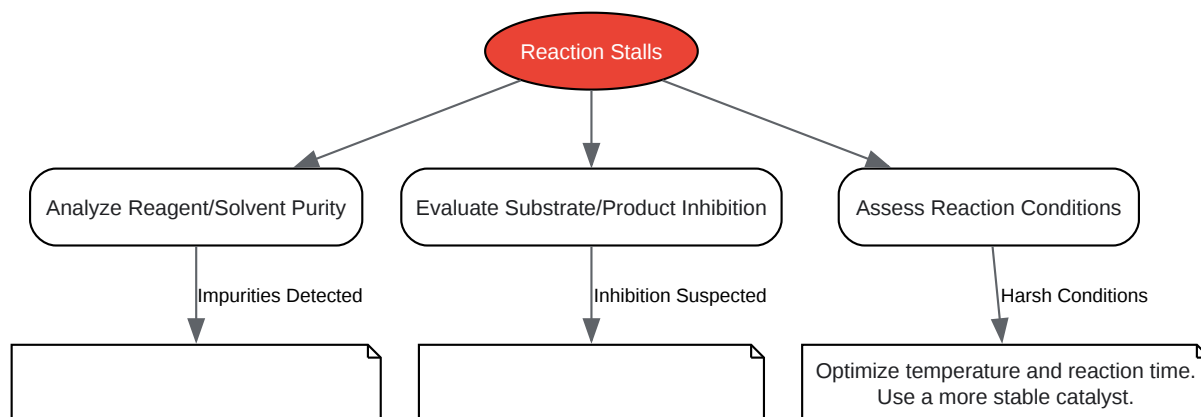 Reaction Stalls
Analyze Reagent/Solvent Purity
Evaluate Substrate/Product Inhibition
Assess Reaction Conditions
Impurities Detected
Inhibition Suspected
Harsh Conditions
Optimize temperature and reaction time.
Use a more stable catalyst.